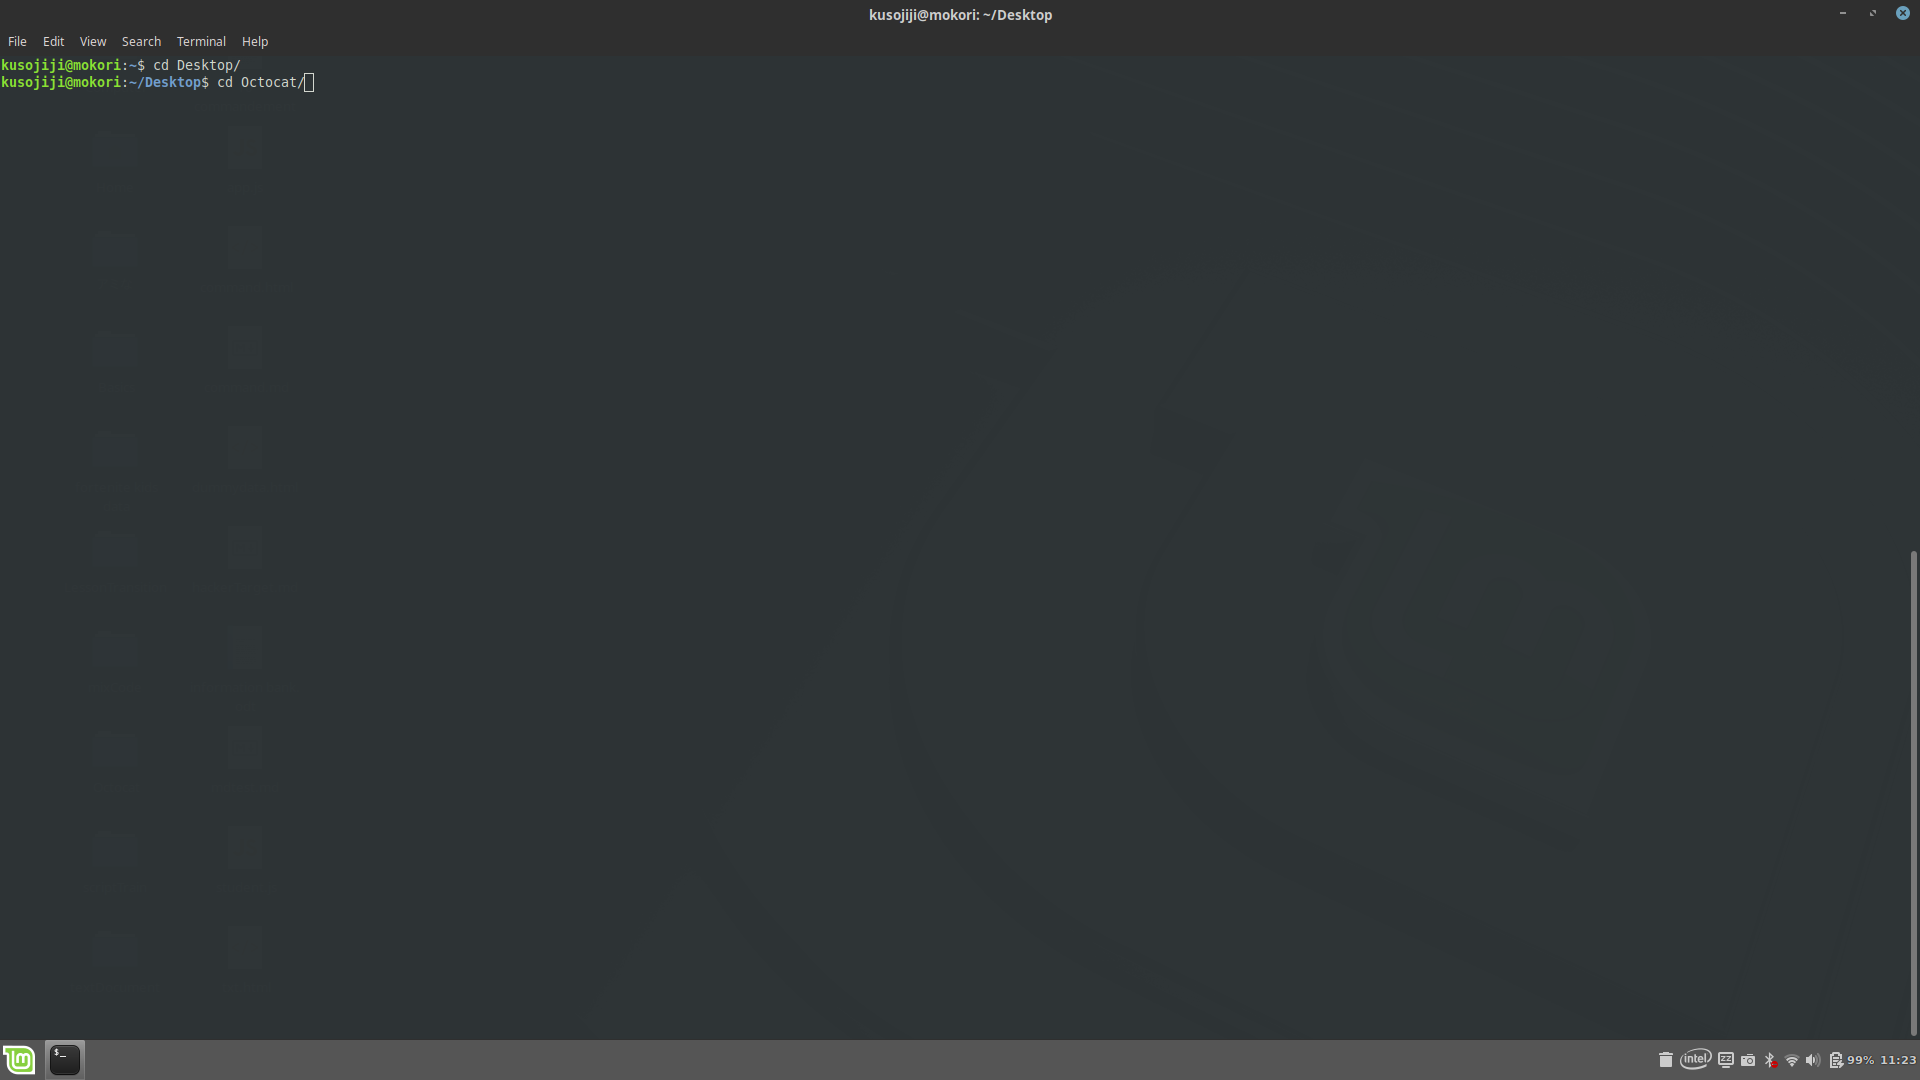 kusojiji@mokori: ~/Desktop
File Edit View Search Terminal Help
kusojiji@mokori:~$ cd Desktop/
kusojiji@mokori:~/Desktop$ cd Octocat/
$_
intel
zz
99% 11:23